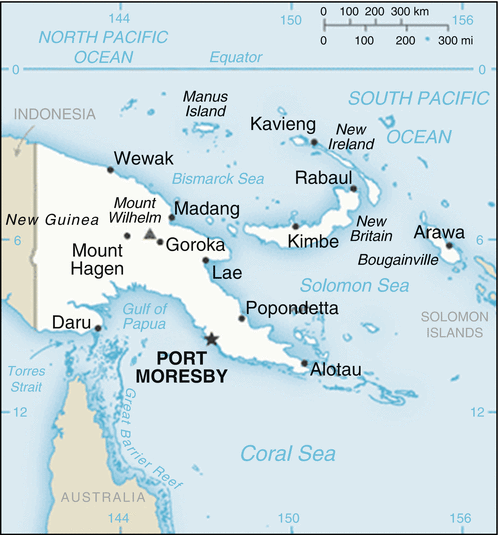 144
150
156
0 100 200 300 km
0 100 200 300 mi
NORTH PACIFIC
OCEAN
Equator
0
0
INDONESIA
Manus
Island
SOUTH PACIFIC
OCEAN
Kavieng
New
Ireland
Wewak
Bismarck Sea
Rabaul
Mount
Wilhelm
Madang
New Guinea
Goroka
Mount
Hagen
Kimbe
New
Britain
Arawa
Bougainville
6
6
Lae
Solomon Sea
Gulf of
Papua
Popondetta
SOLOMON
ISLANDS
Daru
PORT
MORESBY
Alotau
Torres
Strait
12
12
Great Barrier Reef
Coral Sea
AUSTRALIA
144
150
156